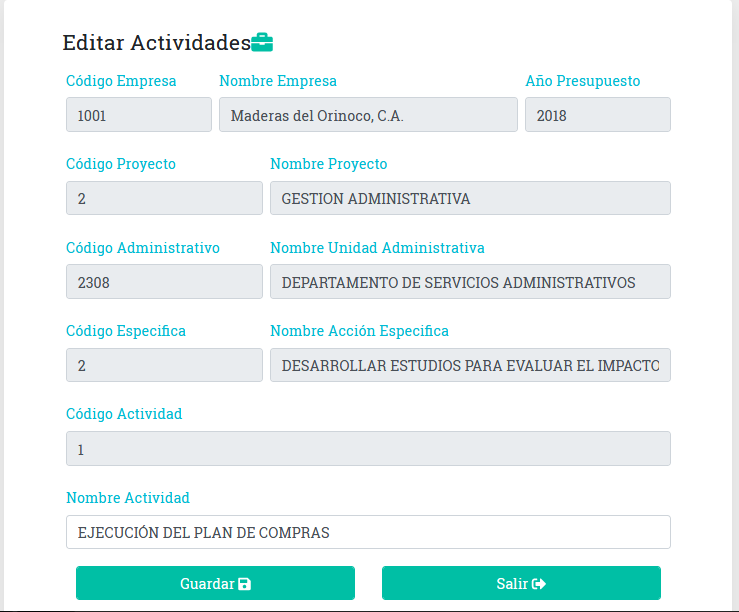 Editar Actividades
Código Empresa Nombre Empresa Año Presupuesto
1001 Maderas del Orinoco, C.A. 2018
Código Proyecto Nombre Proyecto
2 GESTION ADMINISTRATIVA
Código Administrativo Nombre Unidad Administrativa
2308 DEPARTAMENTO DE SERVICIOS ADMINISTRATIVOS
Código Especifica Nombre Acción Especifica
2 DESARROLLAR ESTUDIOS PARA EVALUAR EL IMPACTO
Código Actividad
1
Nombre Actividad
EJECUCIÓN DEL PLAN DE COMPRAS
Guardar Salir